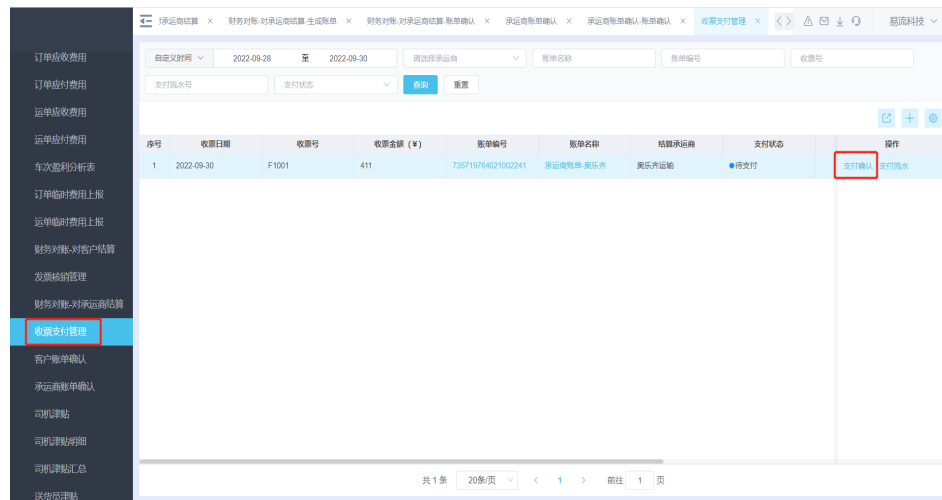 对承运商结算 × 财务对账-对承运商结算-生成账单 × 财务对账-对承运商结算-账单确认 × 承运商账单确认 × 承运商账单确认-账单确认 × 收票支付管理 × 易流科技
订单应收费用
订单应付费用
运单应收费用
运单应付费用
车次盈利分析表
订单临时费用上报
运单临时费用上报
财务对账-对客户结算
发票核销管理
财务对账-对承运商结算
收票支付管理
客户账单确认
承运商账单确认
司机津贴
司机津贴明细
司机津贴汇总
送货员津贴
自定义时间 2022-09-28 至 2022-09-30 请选择承运商 账单名称 账单编号 收票号
支付流水号 支付状态 查询 重置
序号 收票日期 收票号 收票金额 (¥) 账单编号 账单名称 结算承运商 支付状态 操作
1 2022-09-30 F1001 411 735719764021002241 承运商账单-奥乐齐 奥乐齐运输 待支付 支付确认 支付流水
共 1 条 20条/页 < 1 > 前往 1 页